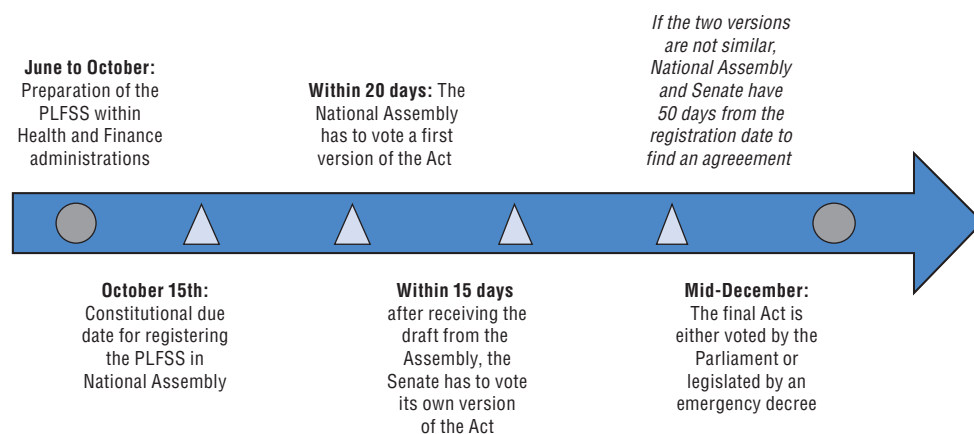 June to October:
Preparation of the
PLFSS within
Health and Finance
administrations
October 15th:
Constitutional due
date for registering
the PLFSS in
National Assembly
Within 20 days: The
National Assembly
has to vote a first
version of the Act
Within 15 days
after receiving the
draft from the
Assembly, the
Senate has to vote
its own version
of the Act
If the two versions
are not similar,
National Assembly
and Senate have
50 days from the
registration date to
find an agreeement
Mid-December:
The final Act is
either voted by the
Parliament or
legislated by an
emergency decree